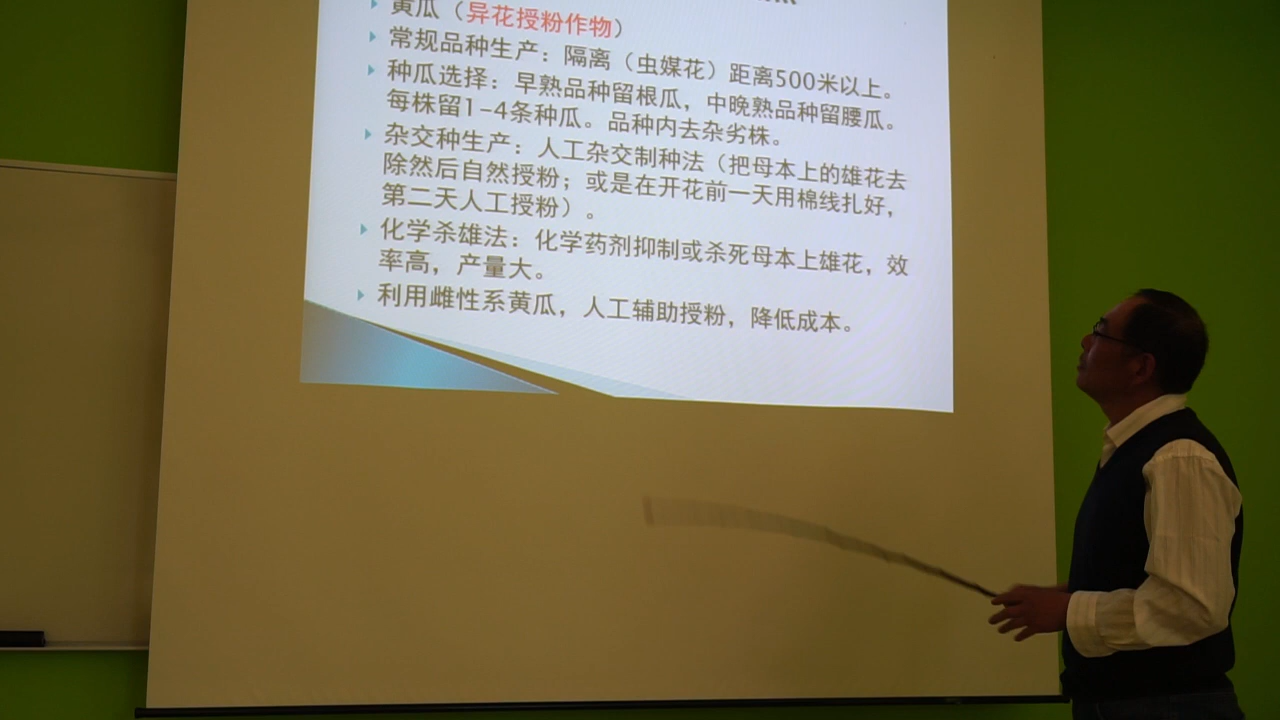 黄瓜（异花授粉作物）
常规品种生产：隔离（虫媒花）距离500米以上。
种瓜选择：早熟品种留根瓜，中晚熟品种留腰瓜。
每株留1-4条种瓜。品种内去杂劣株。
杂交种生产：人工杂交制种法（把母本上的雄花去
除然后自然授粉；或是在开花前一天用棉线扎好，
第二天人工授粉）。
化学杀雄法：化学药剂抑制或杀死母本上雄花，效
率高，产量大。
利用雌性系黄瓜，人工辅助授粉，降低成本。